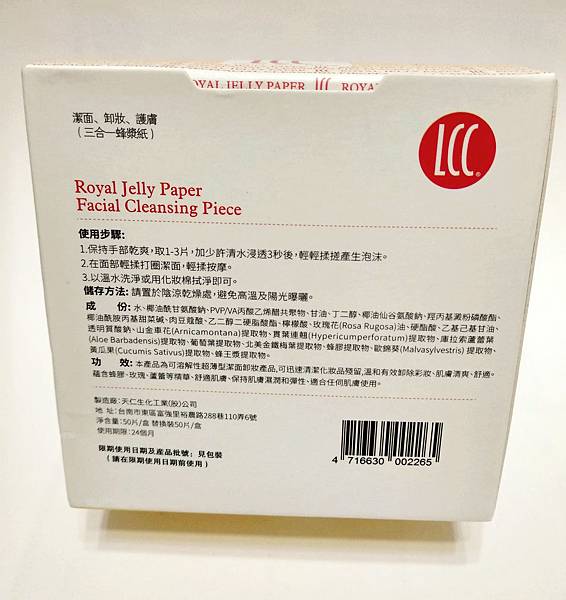 ROYAL JELLY PAPER LCC ROYA
潔面、卸妝、護膚
（三合一蜂漿紙）
LCC®
Royal Jelly Paper
Facial Cleansing Piece
使用步驟:
1.保持手部乾爽，取1-3片，加少許清水浸透3秒後，輕輕揉搓產生泡沫。
2.在面部輕揉打圈潔面，輕揉按摩。
3.以溫水洗淨或用化妝棉拭淨即可。
儲存方法: 請置於陰涼乾燥處，避免高溫及陽光曝曬。
成 份: 水、椰油酰甘氨酸鈉、PVP/VA丙酸乙烯醋共聚物、甘油、丁二醇、椰油仙谷氨酸鈉、羥丙基澱粉磷酸酯、
椰油酰胺丙基甜菜鹼、肉豆蔻酸、乙二醇二硬脂酸酯、檸檬酸、玫瑰花(Rosa Rugosa)油、硬酯酸、乙基己基甘油、
透明質酸鈉、山金車花(Arnicamontana)提取物、貫葉連翹(Hypericumperforatum)提取物、庫拉索蘆薈葉
(Aloe Barbadensis)提取物、葡萄葉提取物、北美金鐵梅葉提取物、蜂膠提取物、歐錦葵(Malvasylvestris)提取物、
黃瓜果(Cucumis Sativus)提取物、蜂王漿提取物。
功 效: 本產品為可溶解性超薄型潔面卸妝產品,可迅速清潔化妝品殘留,溫和有效卸除彩妝、肌膚清爽、舒適。
蘊含蜂膠、玫瑰、蘆薈等精萃、舒適肌膚、保持肌膚濕潤和彈性、適合任何肌膚使用。
製造廠: 天仁生化工業(股)公司
地 址: 台南市東區富強里裕農路288巷110弄6號
淨含量: 50片/盒 替換裝50片/盒
使用期限: 24個月
限期使用日期及產品批號：見包裝
（請在限期使用日期前使用）
4 716630 002265